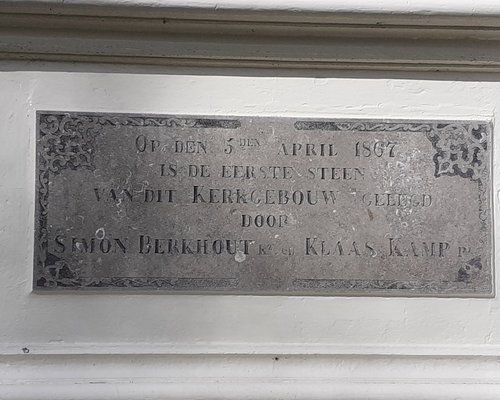 Op den 5den April 1867
is de eerste steen
van dit Kerkgebouw gelegd
door
Simon Berkhout Kz en Klaas Kamp Pz